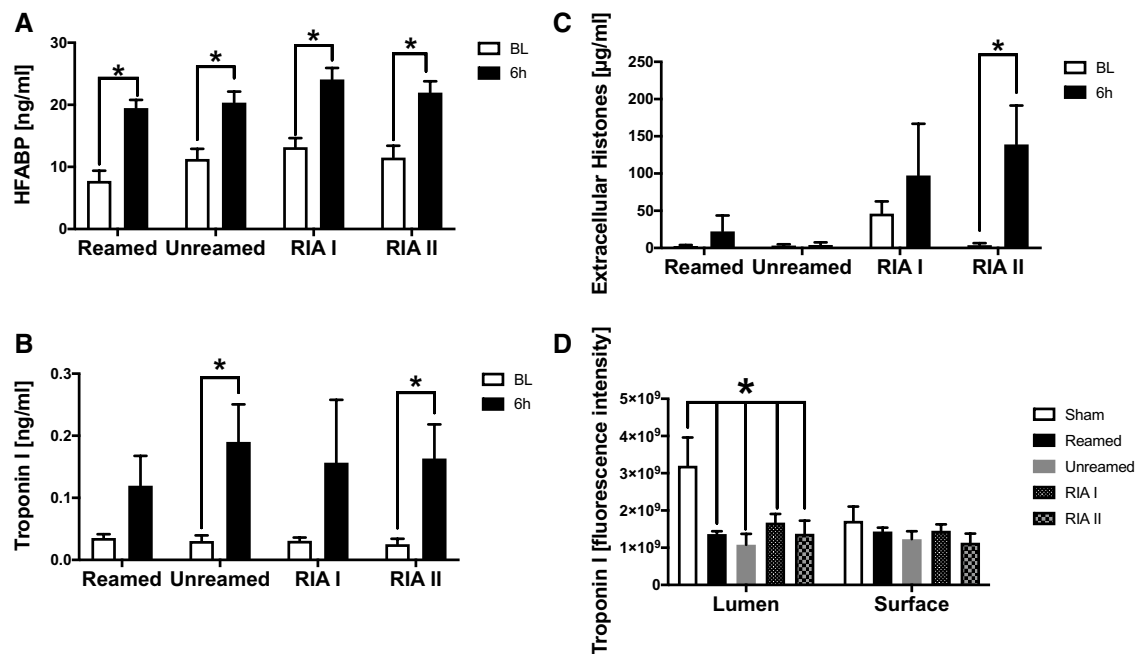 A
HFABP [ng/ml]
30
20
10
0
*
*
*
*
BL
6h
Reamed Unreamed RIA I RIA II
B
Troponin I [ng/ml]
0.3
0.2
0.1
0.0
*
*
BL
6h
Reamed Unreamed RIA I RIA II
C
Extracellular Histones [µg/ml]
250
200
150
100
50
0
*
BL
6h
Reamed Unreamed RIA I RIA II
D
Troponin I [fluorescence intensity]
5×10⁹
4×10⁹
3×10⁹
2×10⁹
1×10⁹
0
*
Sham
Reamed
Unreamed
RIA I
RIA II
Lumen Surface